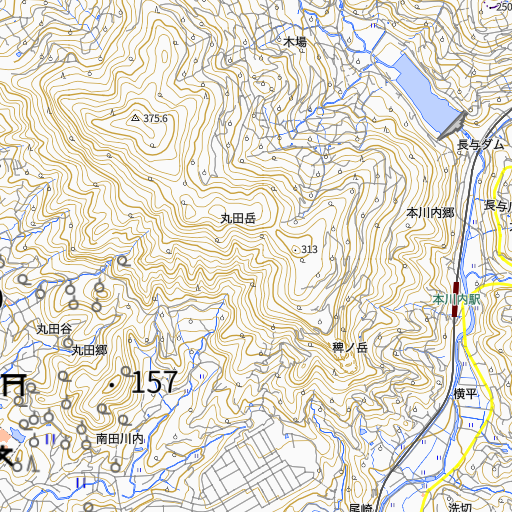 250
木場
375.6
長与ダム
長与川
本川内郷
丸田岳
313
本川内駅
丸田谷
稗ノ岳
丸田郷
157
横平
南田川内
尾崎
洗切